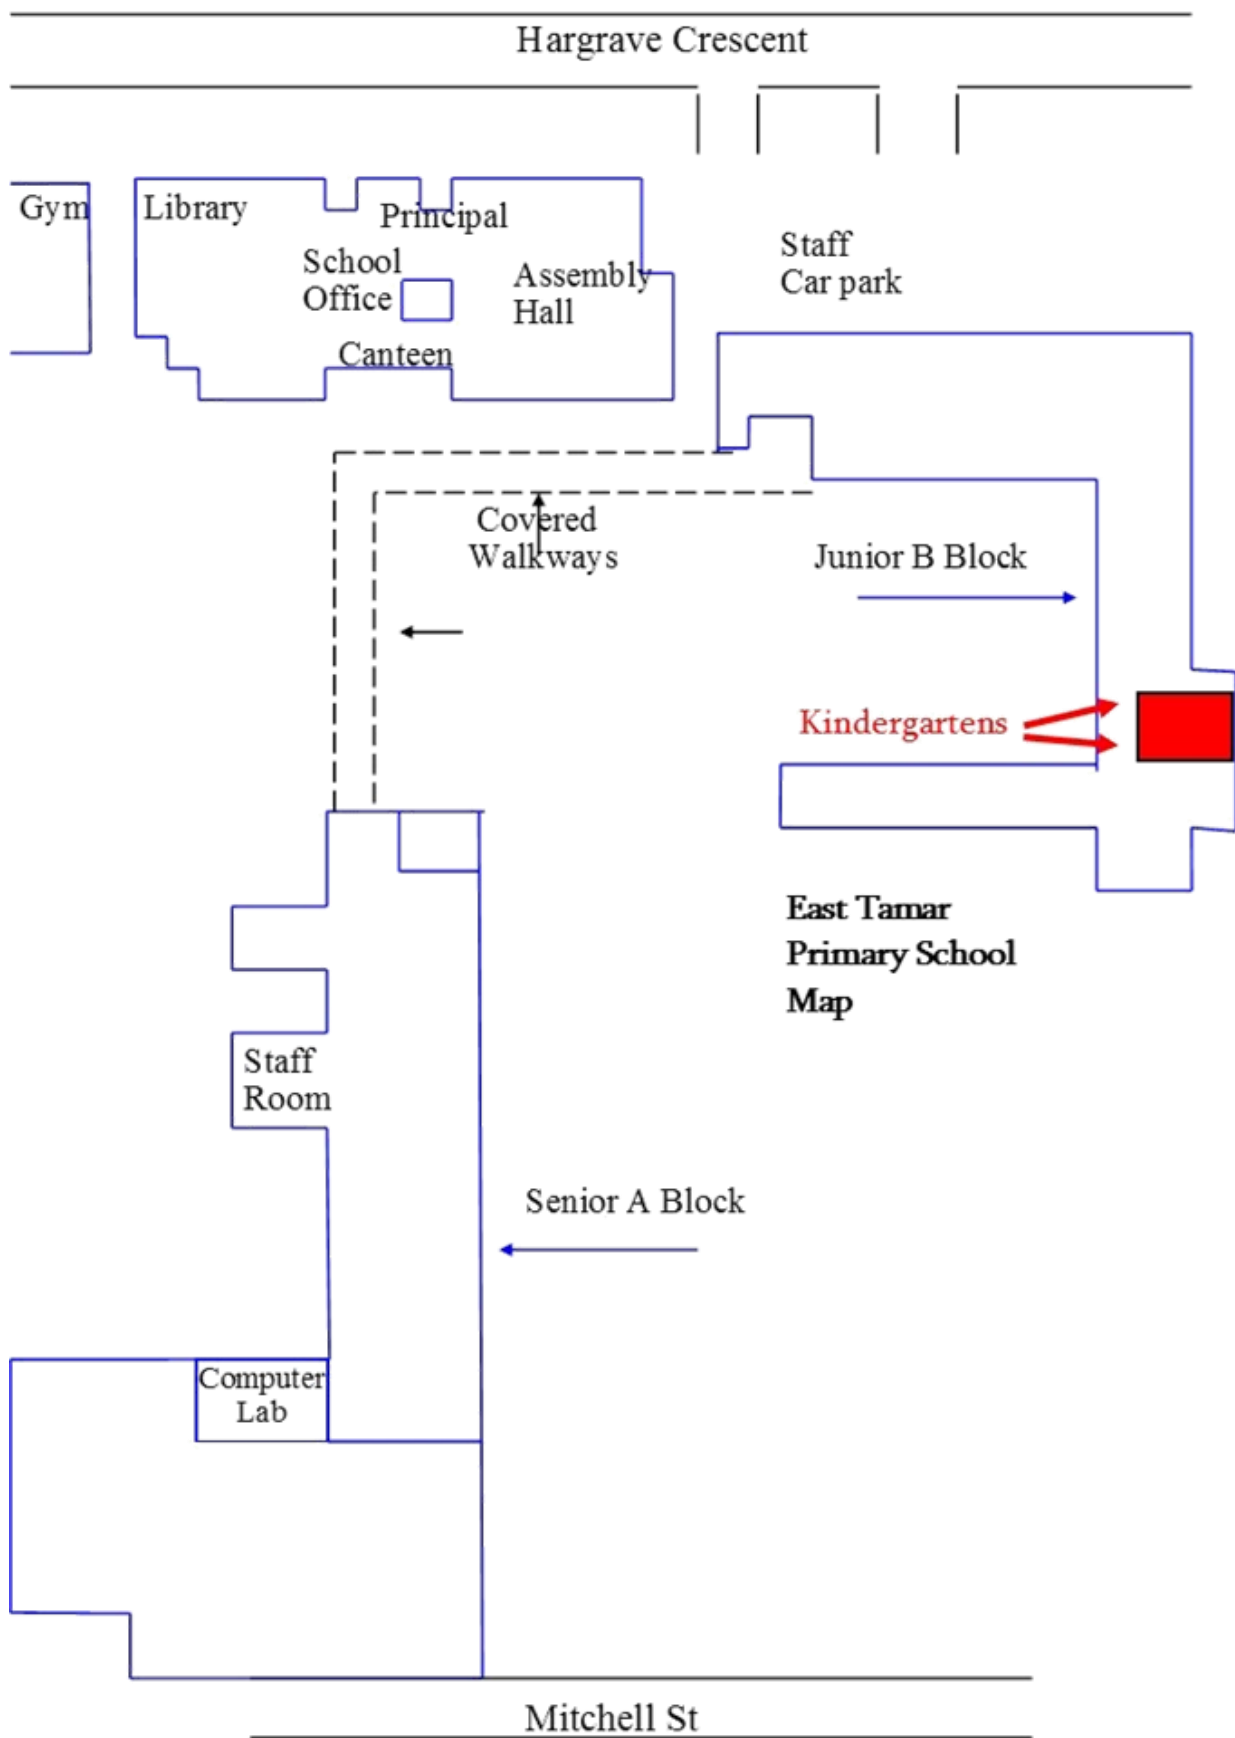 Hargrave Crescent
Gym
Library
Principal
School
Office
Assembly
Hall
Canteen
Staff
Car park
Covered
Walkways
Junior B Block
Kindergartens
East Tamar
Primary School
Map
Staff
Room
Senior A Block
Computer
Lab
Mitchell St